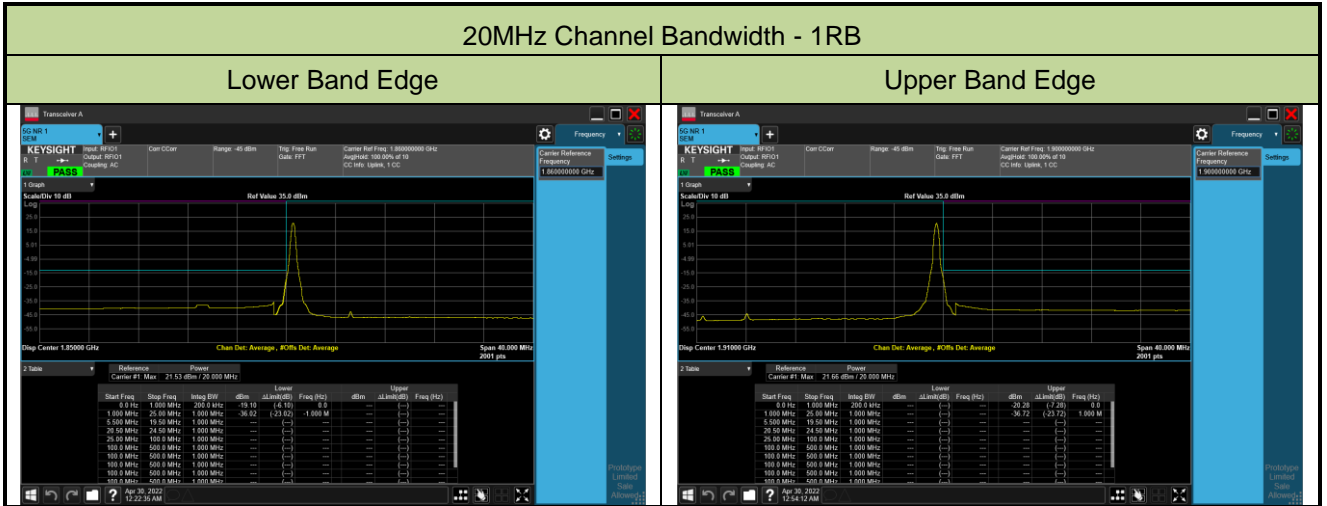 20MHz Channel Bandwidth - 1RB
Lower Band Edge
Upper Band Edge
Transceiver A
5G NR 1
SEM
Frequency
KEYSIGHT
R T
PASS
Input: RFIO1
Output: RFIO1
Coupling: AC
Corr CCorr
Range: -45 dBm
Trig: Free Run
Gate: FFT
Carrier Ref Freq: 1.860000000 GHz
Avg|Hold: 100.00% of 10
CC Info: Uplink, 1 CC
Carrier Reference
Frequency
1.860000000 GHz
Settings
1 Graph
Scale/Div 10 dB
Ref Value 35.0 dBm
Log
25.0
15.0
5.01
-4.99
-15.0
-25.0
-35.0
-45.0
-55.0
Disp Center 1.85000 GHz
Chan Det: Average, #Offs Det: Average
Span 40.000 MHz
2001 pts
2 Table
Reference Power
Carrier #1 Max 21.53 dBm / 20.000 MHz
Lower Upper
Start Freq Stop Freq Integ BW dBm ΔLimit(dB) Freq (Hz) dBm ΔLimit(dB) Freq (Hz)
0.0 Hz 1.000 MHz 200.0 kHz -19.10 (-6.10) 0.0 --- (---) ---
1.000 MHz 25.00 MHz 1.000 MHz -36.02 (-23.02) -1.000 M --- (---) ---
5.500 MHz 19.50 MHz 1.000 MHz --- (---) --- --- (---) ---
20.50 MHz 24.50 MHz 1.000 MHz --- (---) --- --- (---) ---
25.00 MHz 100.0 MHz 1.000 MHz --- (---) --- --- (---) ---
100.0 MHz 500.0 MHz 1.000 MHz --- (---) --- --- (---) ---
100.0 MHz 500.0 MHz 1.000 MHz --- (---) --- --- (---) ---
100.0 MHz 500.0 MHz 1.000 MHz --- (---) --- --- (---) ---
100.0 MHz 500.0 MHz 1.000 MHz --- (---) --- --- (---) ---
Prototype
Limited
Sale
Allowed
Apr 30, 2022
12:22:35 AM
Transceiver A
5G NR 1
SEM
Frequency
KEYSIGHT
R T
PASS
Input: RFIO1
Output: RFIO1
Coupling: AC
Corr CCorr
Range: -45 dBm
Trig: Free Run
Gate: FFT
Carrier Ref Freq: 1.900000000 GHz
Avg|Hold: 100.00% of 10
CC Info: Uplink, 1 CC
Carrier Reference
Frequency
1.900000000 GHz
Settings
1 Graph
Scale/Div 10 dB
Ref Value 35.0 dBm
Log
25.0
15.0
5.01
-4.99
-15.0
-25.0
-35.0
-45.0
-55.0
Disp Center 1.91000 GHz
Chan Det: Average, #Offs Det: Average
Span 40.000 MHz
2001 pts
2 Table
Reference Power
Carrier #1 Max 21.66 dBm / 20.000 MHz
Lower Upper
Start Freq Stop Freq Integ BW dBm ΔLimit(dB) Freq (Hz) dBm ΔLimit(dB) Freq (Hz)
0.0 Hz 1.000 MHz 200.0 kHz --- (---) --- -20.28 (-7.28) 0.0
1.000 MHz 25.00 MHz 1.000 MHz --- (---) --- -36.72 (-23.72) 1.000 M
5.500 MHz 19.50 MHz 1.000 MHz --- (---) --- --- (---) ---
20.50 MHz 24.50 MHz 1.000 MHz --- (---) --- --- (---) ---
25.00 MHz 100.0 MHz 1.000 MHz --- (---) --- --- (---) ---
100.0 MHz 500.0 MHz 1.000 MHz --- (---) --- --- (---) ---
100.0 MHz 500.0 MHz 1.000 MHz --- (---) --- --- (---) ---
100.0 MHz 500.0 MHz 1.000 MHz --- (---) --- --- (---) ---
100.0 MHz 500.0 MHz 1.000 MHz --- (---) --- --- (---) ---
Prototype
Limited
Sale
Allowed
Apr 30, 2022
12:54:12 AM